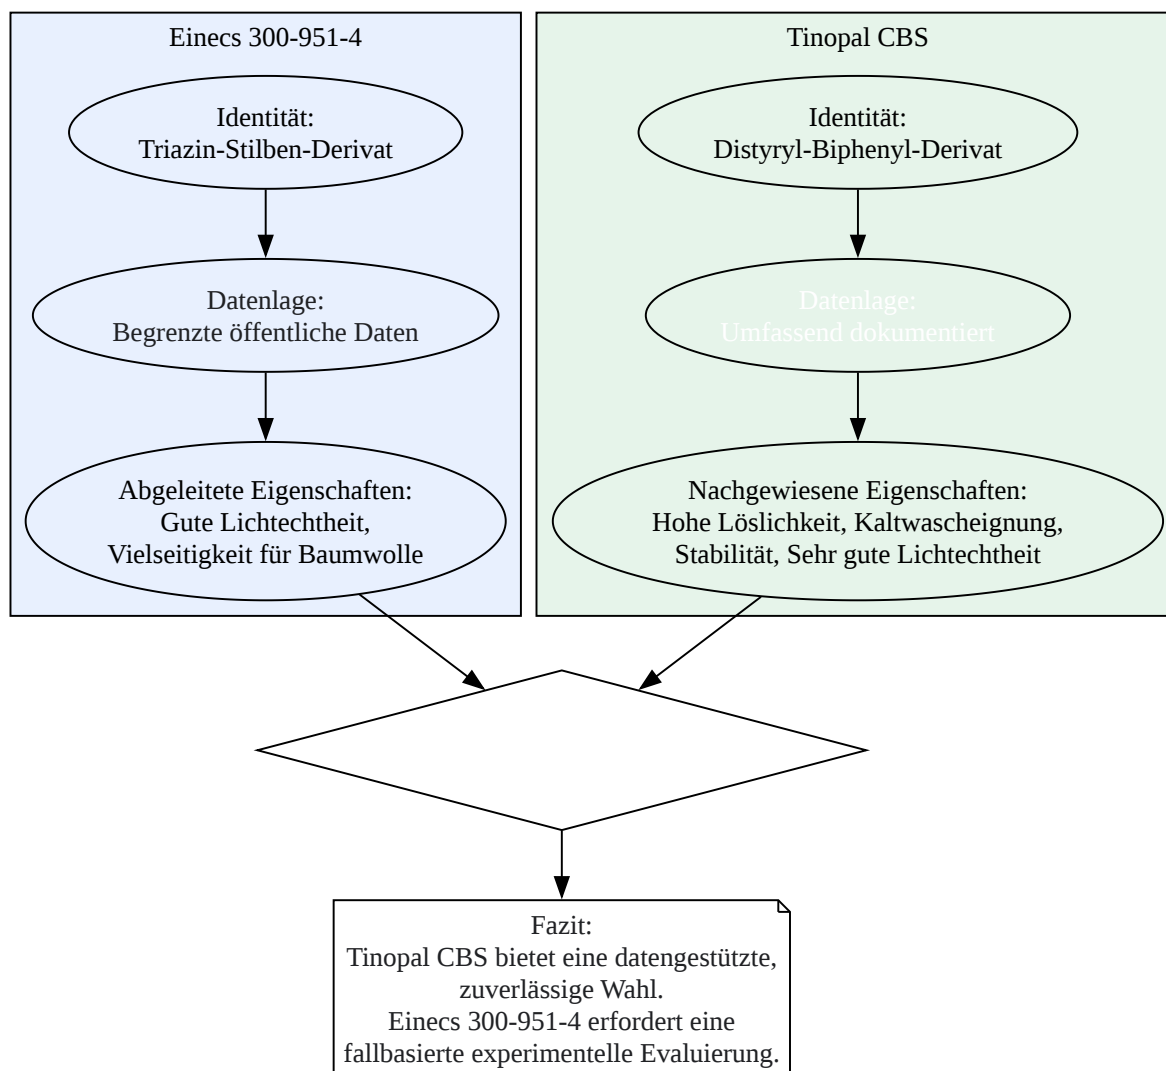 Einecs 300-951-4
Identität:
Triazin-Stilben-Derivat
Datenlage:
Begrenzte öffentliche Daten
Abgeleitete Eigenschaften:
Gute Lichtechtheit,
Vielseitigkeit für Baumwolle
Tinopal CBS
Identität:
Distyryl-Biphenyl-Derivat
Datenlage:
Umfassend dokumentiert
Nachgewiesene Eigenschaften:
Hohe Löslichkeit, Kaltwascheignung,
Stabilität, Sehr gute Lichtechtheit
Fazit:
Tinopal CBS bietet eine datengestützte,
zuverlässige Wahl.
Einecs 300-951-4 erfordert eine
fallbasierte experimentelle Evaluierung.